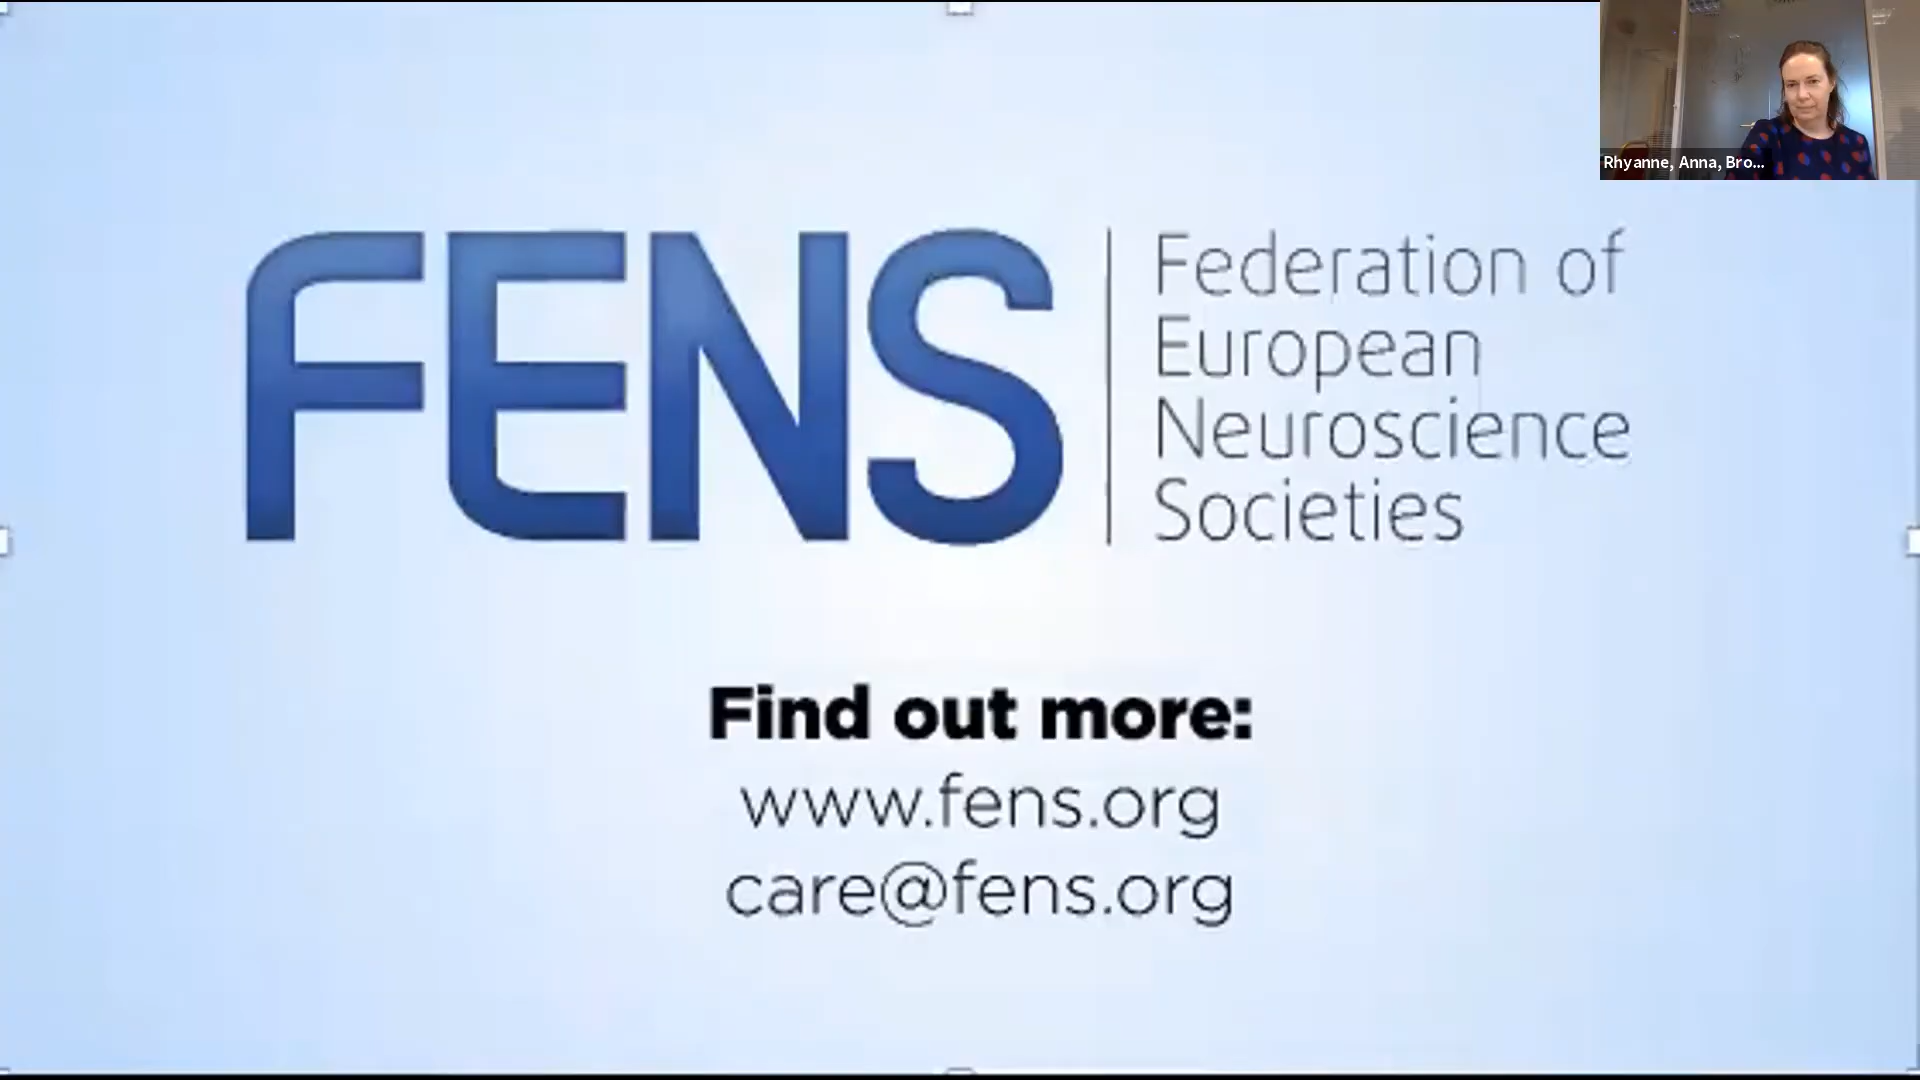 Rhyanne, Anna, Bro...
FENS
Federation of
European
Neuroscience
Societies
Find out more:
www.fens.org
care@fens.org